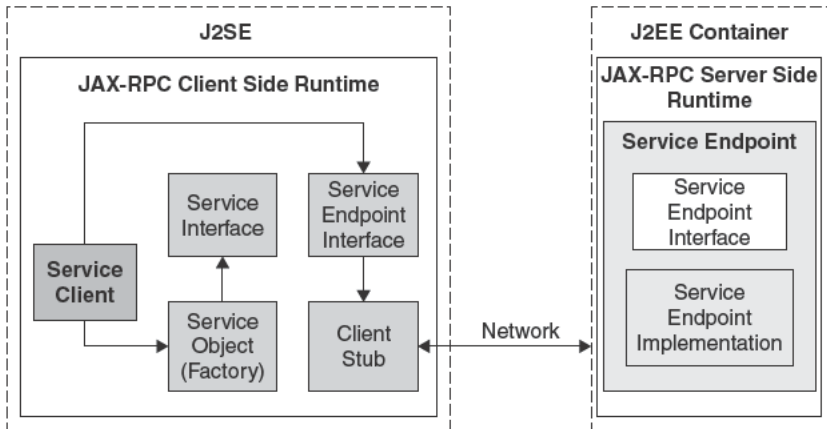 J2SE
JAX-RPC Client Side Runtime
Service
Interface
Service
Endpoint
Interface
Service
Client
Service
Object
(Factory)
Client
Stub
Network
J2EE Container
JAX-RPC Server Side
Runtime
Service Endpoint
Service
Endpoint
Interface
Service
Endpoint
Implementation